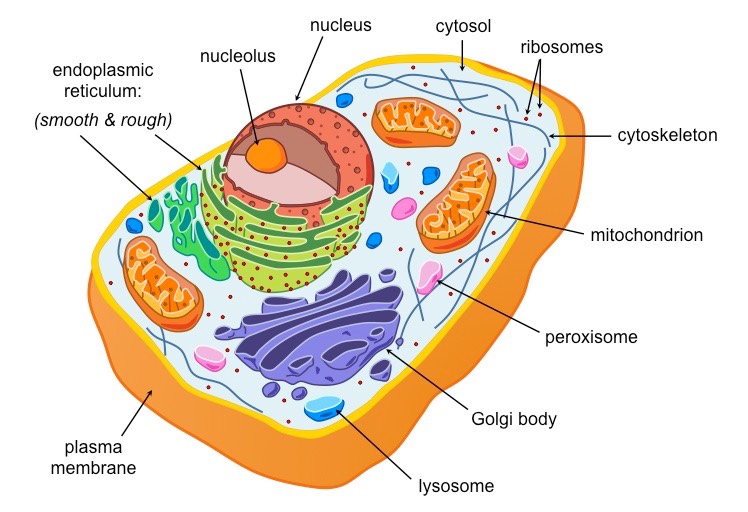 nucleus
cytosol
ribosomes
nucleolus
endoplasmic
reticulum:
(smooth & rough)
cytoskeleton
mitochondrion
peroxisome
Golgi body
plasma
membrane
lysosome